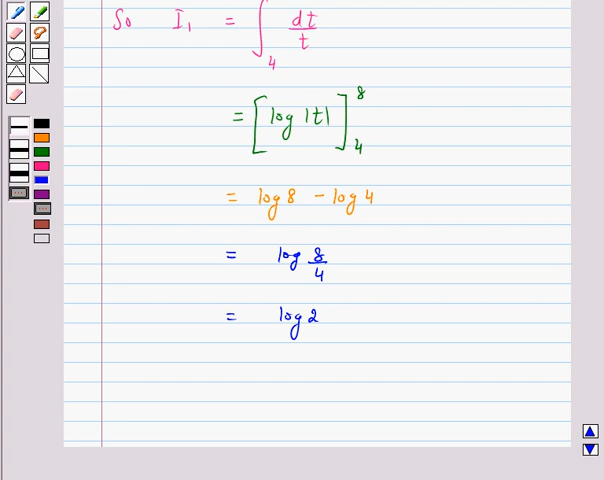 So I₁ = ∫₄ dt/t
= [log |t|]₄⁸
= log 8 - log 4
= log 8/4
= log 2